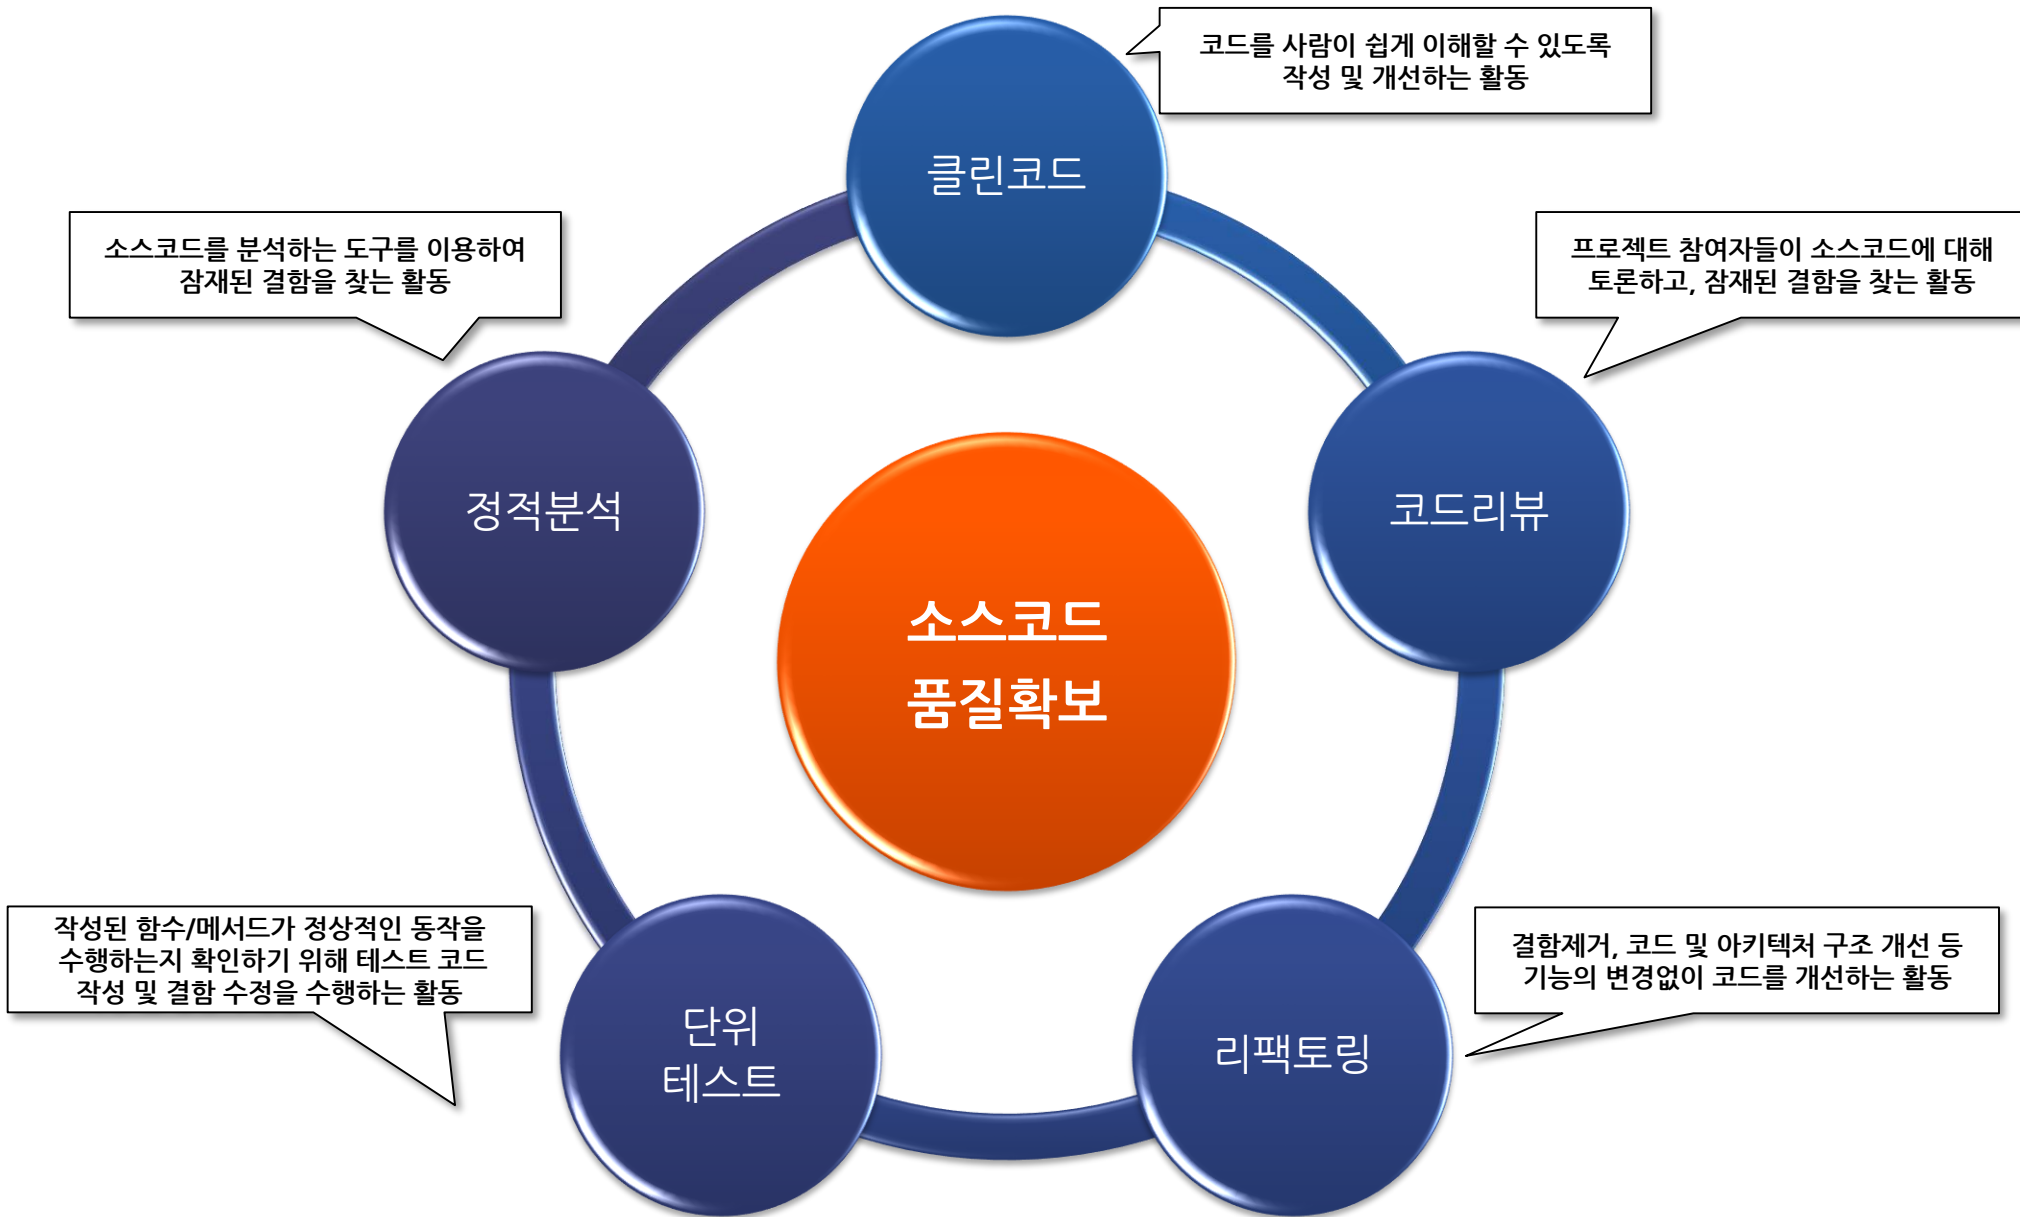 코드를 사람이 쉽게 이해할 수 있도록
작성 및 개선하는 활동
클린코드
소스코드를 분석하는 도구를 이용하여
잠재된 결함을 찾는 활동
프로젝트 참여자들이 소스코드에 대해
토론하고, 잠재된 결함을 찾는 활동
정적분석
코드리뷰
소스코드
품질확보
작성된 함수/메서드가 정상적인 동작을
수행하는지 확인하기 위해 테스트 코드
작성 및 결함 수정을 수행하는 활동
결함제거, 코드 및 아키텍처 구조 개선 등
기능의 변경없이 코드를 개선하는 활동
단위
테스트
리팩토링